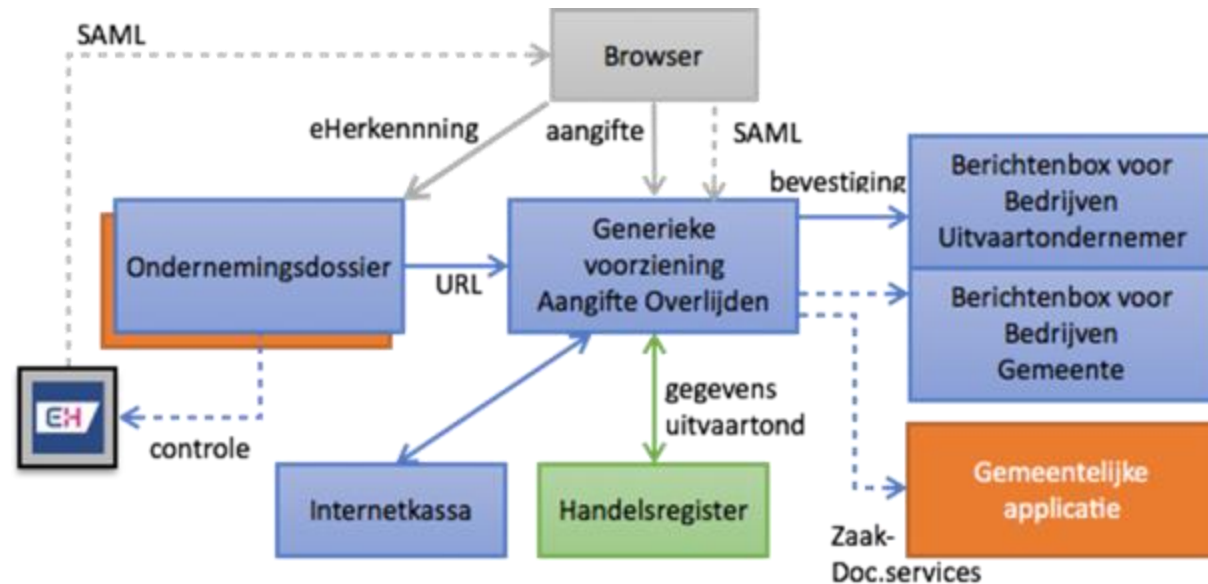 SAML
Browser
eHerkennning
aangifte
SAML
bevestiging
Berichtenbox voor
Bedrijven
Uitvaartondernemer
Ondernemingsdossier
URL
Generieke
voorziening
Aangifte Overlijden
Berichtenbox voor
Bedrijven
Gemeente
EH
controle
gegevens
uitvaartond
Internetkassa
Handelsregister
Gemeentelijke
applicatie
Zaak-
Doc.services